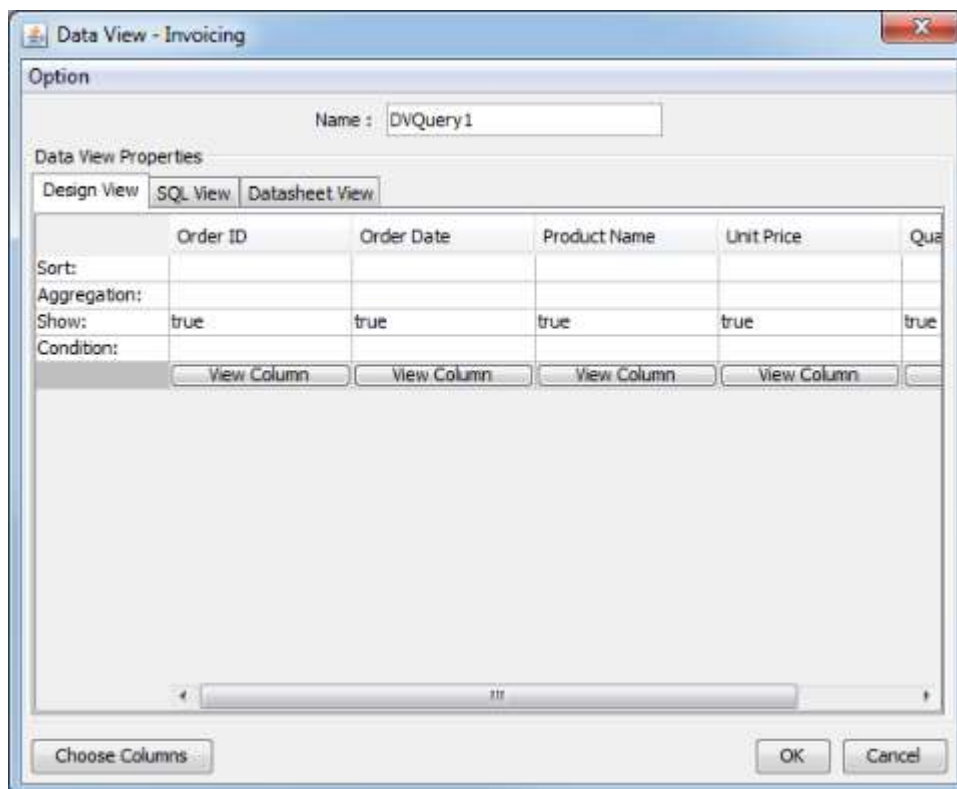 Data View - Invoicing
Option
Name : DVQuery1
Data View Properties
Design View SQL View Datasheet View
Order ID Order Date Product Name Unit Price Qua
Sort:
Aggregation:
Show: true true true true true
Condition:
View Column View Column View Column View Column
Choose Columns OK Cancel